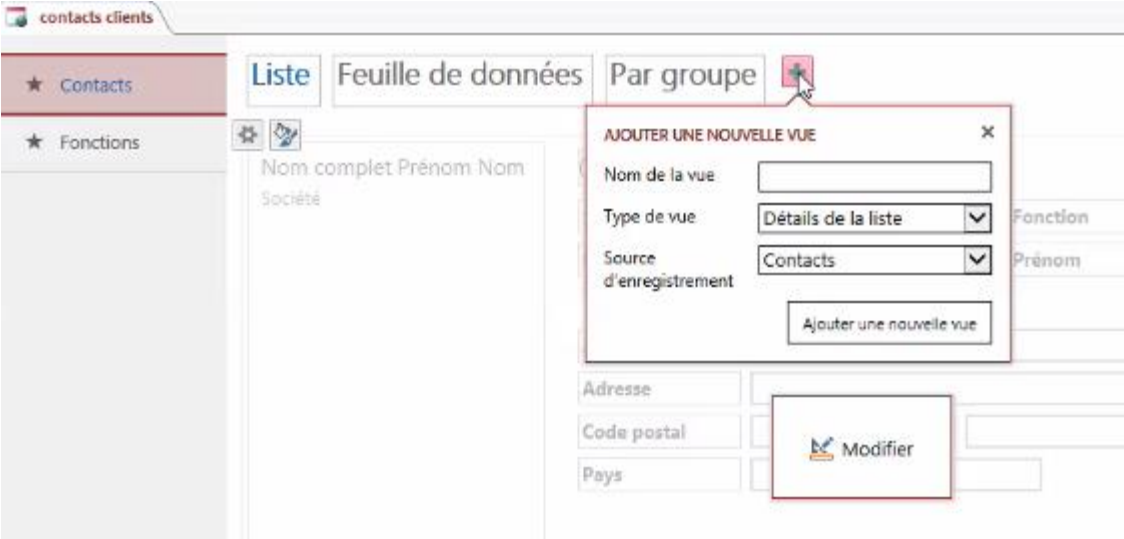 contacts clients
Contacts
Fonctions
Liste
Feuille de données
Par groupe
Nom complet Prénom Nom
Société
AJOUTER UNE NOUVELLE VUE
Nom de la vue
Type de vue
Détails de la liste
Source
d'enregistrement
Contacts
Ajouter une nouvelle vue
Fonction
Prénom
Adresse
Code postal
Modifier
Pays